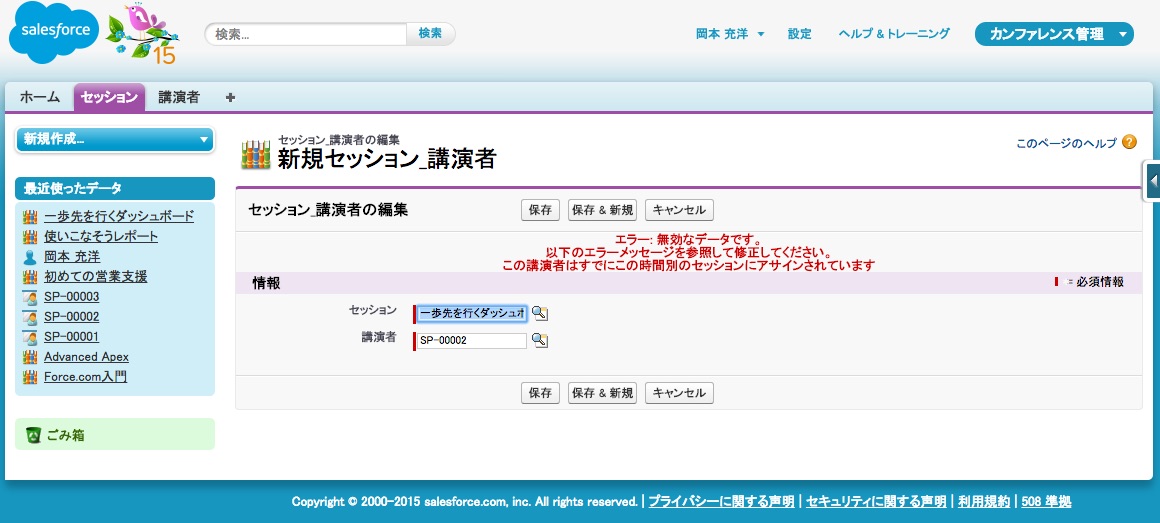 salesforce
15
検索...
検索
岡本 充洋
設定
ヘルプ & トレーニング
カンファレンス管理
ホーム
セッション
講演者
+
新規作成...
最近使ったデータ
一歩先を行くダッシュボード
使いこなそうレポート
岡本 充洋
初めての営業支援
SP-00003
SP-00002
SP-00001
Advanced Apex
Force.com入門
ごみ箱
セッション_講演者の編集
新規セッション_講演者
このページのヘルプ ?
セッション_講演者の編集
保存
保存 & 新規
キャンセル
エラー: 無効なデータです。
以下のエラーメッセージを参照して修正してください。
この講演者はすでにこの時間別のセッションにアサインされています
情報
= 必須情報
セッション
一歩先を行くダッシュボ
講演者
SP-00002
保存
保存 & 新規
キャンセル
Copyright © 2000-2015 salesforce.com, inc. All rights reserved. | プライバシーに関する声明 | セキュリティに関する声明 | 利用規約 | 508 準拠